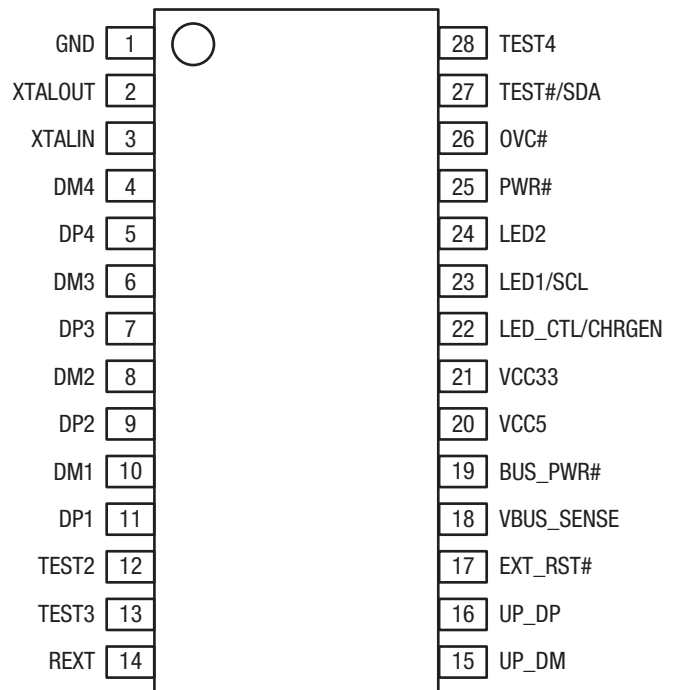 GND 1 28 TEST4
XTALOUT 2 27 TEST#/SDA
XTALIN 3 26 OVC#
DM4 4 25 PWR#
DP4 5 24 LED2
DM3 6 23 LED1/SCL
DP3 7 22 LED_CTL/CHRGEN
DM2 8 21 VCC33
DP2 9 20 VCC5
DM1 10 19 BUS_PWR#
DP1 11 18 VBUS_SENSE
TEST2 12 17 EXT_RST#
TEST3 13 16 UP_DP
REXT 14 15 UP_DM